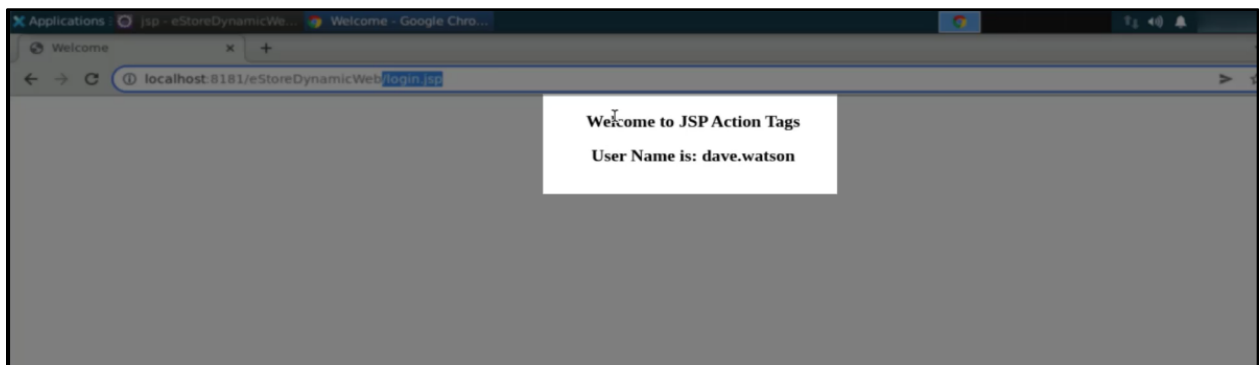 Applications jsp - eStoreDynamicWe... Welcome - Google Chro...
Welcome
localhost:8181/eStoreDynamicWeb/login.jsp
Welcome to JSP Action Tags
User Name is: dave.watson